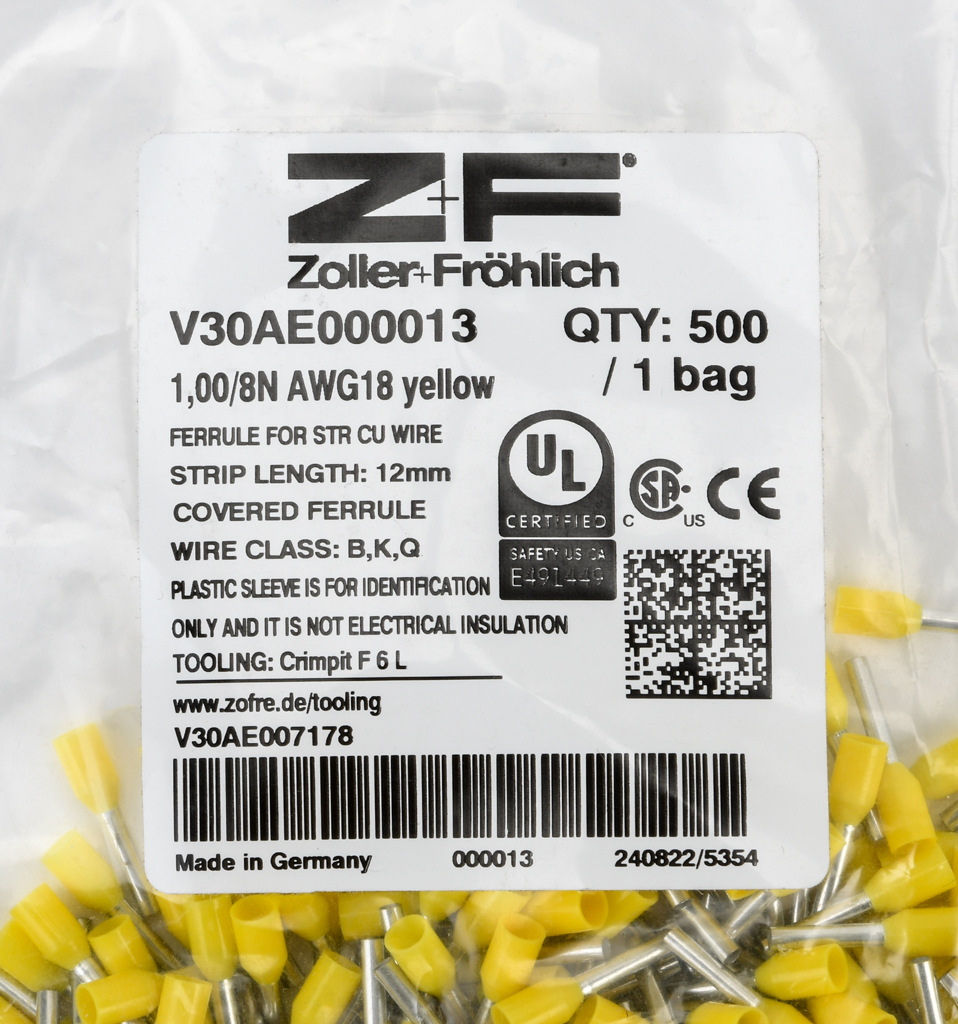 Z+F®
Zoller+Fröhlich
V30AE000013 QTY: 500
/ 1 bag
1,00/8N AWG18 yellow
FERRULE FOR STR CU WIRE
STRIP LENGTH: 12mm
COVERED FERRULE
WIRE CLASS: B,K,Q
UL
CERTIFIED
SAFETY US CA
E491449
C SA US
CE
PLASTIC SLEEVE IS FOR IDENTIFICATION
ONLY AND IT IS NOT ELECTRICAL INSULATION
TOOLING: Crimpit F 6 L
www.zofre.de/tooling
V30AE007178
Made in Germany 000013 240822/5354